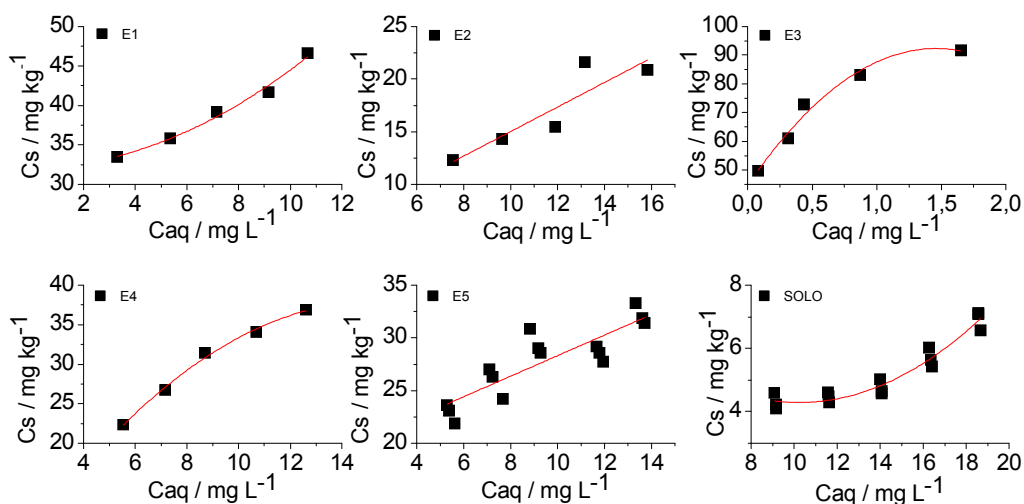 E1
Cs / mg kg-1
45
40
35
30
2 4 6 8 10 12
Caq / mg L-1
E2
Cs / mg kg-1
25
20
15
10
6 8 10 12 14 16
Caq / mg L-1
E3
Cs / mg kg-1
100
90
80
70
60
50
0,0 0,5 1,0 1,5 2,0
Caq / mg L-1
E4
Cs / mg kg-1
40
35
30
25
20
4 6 8 10 12 14
Caq / mg L-1
E5
Cs / mg kg-1
35
31
27
23
19
4 6 8 10 12 14
Caq / mg L-1
SOLO
Cs / mg kg-1
8
6
4
8 10 12 14 16 18 20
Caq / mg L-1